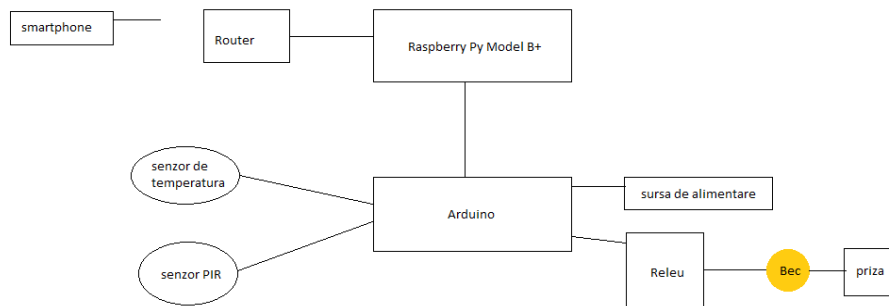 smartphone
Router
Raspberry Py Model B+
senzor de
temperatura
Arduino
sursa de alimentare
senzor PIR
Releu
Bec
priza